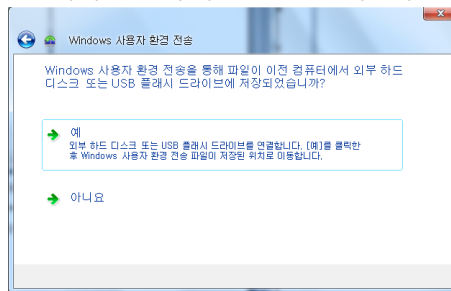 Windows 사용자 환경 전송
Windows 사용자 환경 전송을 통해 파일이 이전 컴퓨터에서 외부 하드
디스크 또는 USB 플래시 드라이브에 저장되었습니까?
예
외부 하드 디스크 또는 USB 플래시 드라이브를 연결합니다. [예]를 클릭한
후 Windows 사용자 환경 전송 파일이 저장된 위치로 이동합니다.
아니요